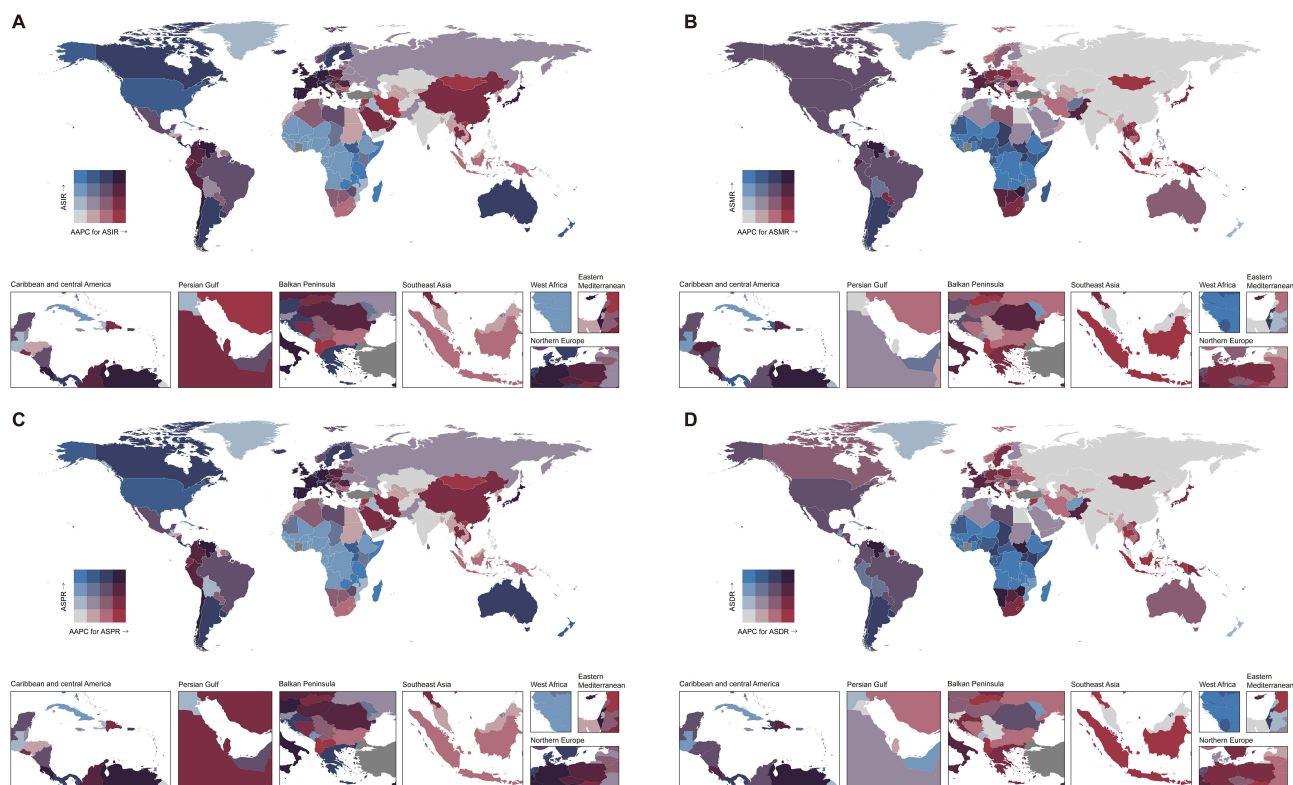 A
ASIR →
AAPC for ASIR →
Caribbean and central America
Persian Gulf
Balkan Peninsula
Southeast Asia
West Africa
Eastern
Mediterranean
Northern Europe
B
ASMR →
AAPC for ASMR →
Caribbean and central America
Persian Gulf
Balkan Peninsula
Southeast Asia
West Africa
Eastern
Mediterranean
Northern Europe
C
ASPR →
AAPC for ASPR →
Caribbean and central America
Persian Gulf
Balkan Peninsula
Southeast Asia
West Africa
Eastern
Mediterranean
Northern Europe
D
ASDR →
AAPC for ASDR →
Caribbean and central America
Persian Gulf
Balkan Peninsula
Southeast Asia
West Africa
Eastern
Mediterranean
Northern Europe